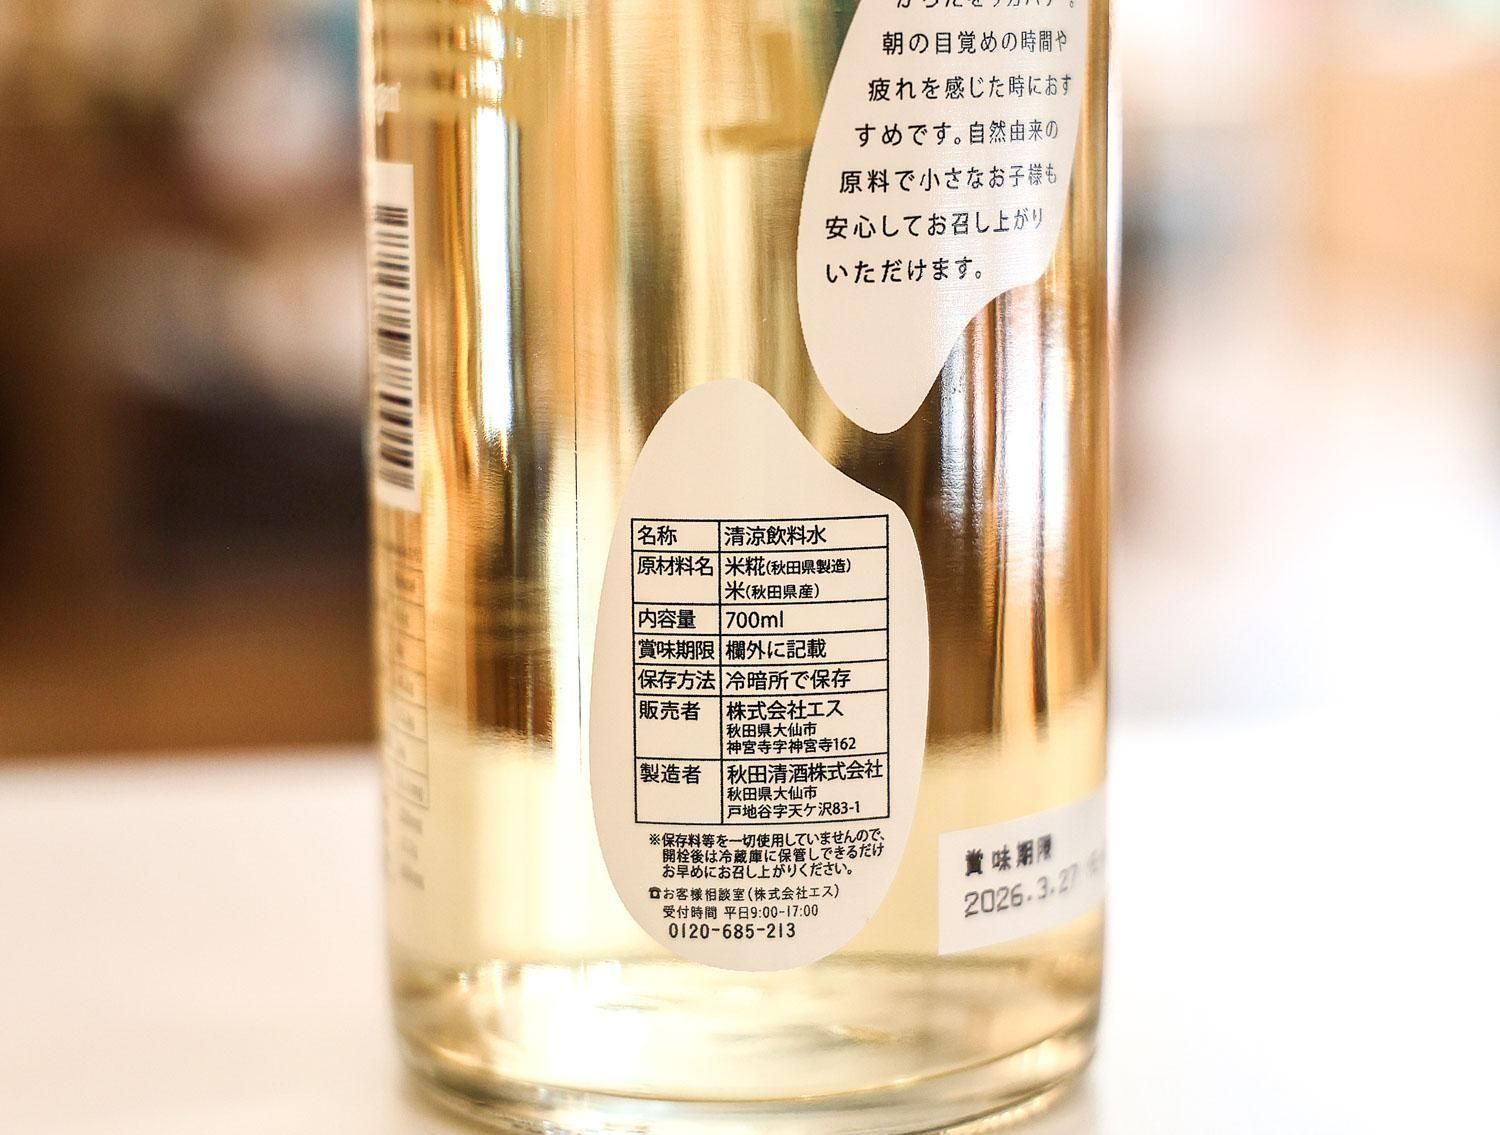 朝の目覚めの時間や
疲れを感じた時におす
すめです。自然由来の
原料で小さなお子様も
安心してお召し上がり
いただけます。
名称 清涼飲料水
原材料名 米糀(秋田県製造)
米(秋田県産)
内容量 700ml
賞味期限 欄外に記載
保存方法 冷暗所で保存
販売者 株式会社エス
秋田県大仙市
神宮寺字神宮寺162
製造者 秋田清酒株式会社
秋田県大仙市
戸地谷字天ケ沢83-1
※保存料等を一切使用していませんので、
開栓後は冷蔵庫に保管しできるだけ
お早めにお召し上がりください。
☎お客様相談室(株式会社エス)
受付時間 平日9:00-17:00
0120-685-213
賞味期限
2026.3.27